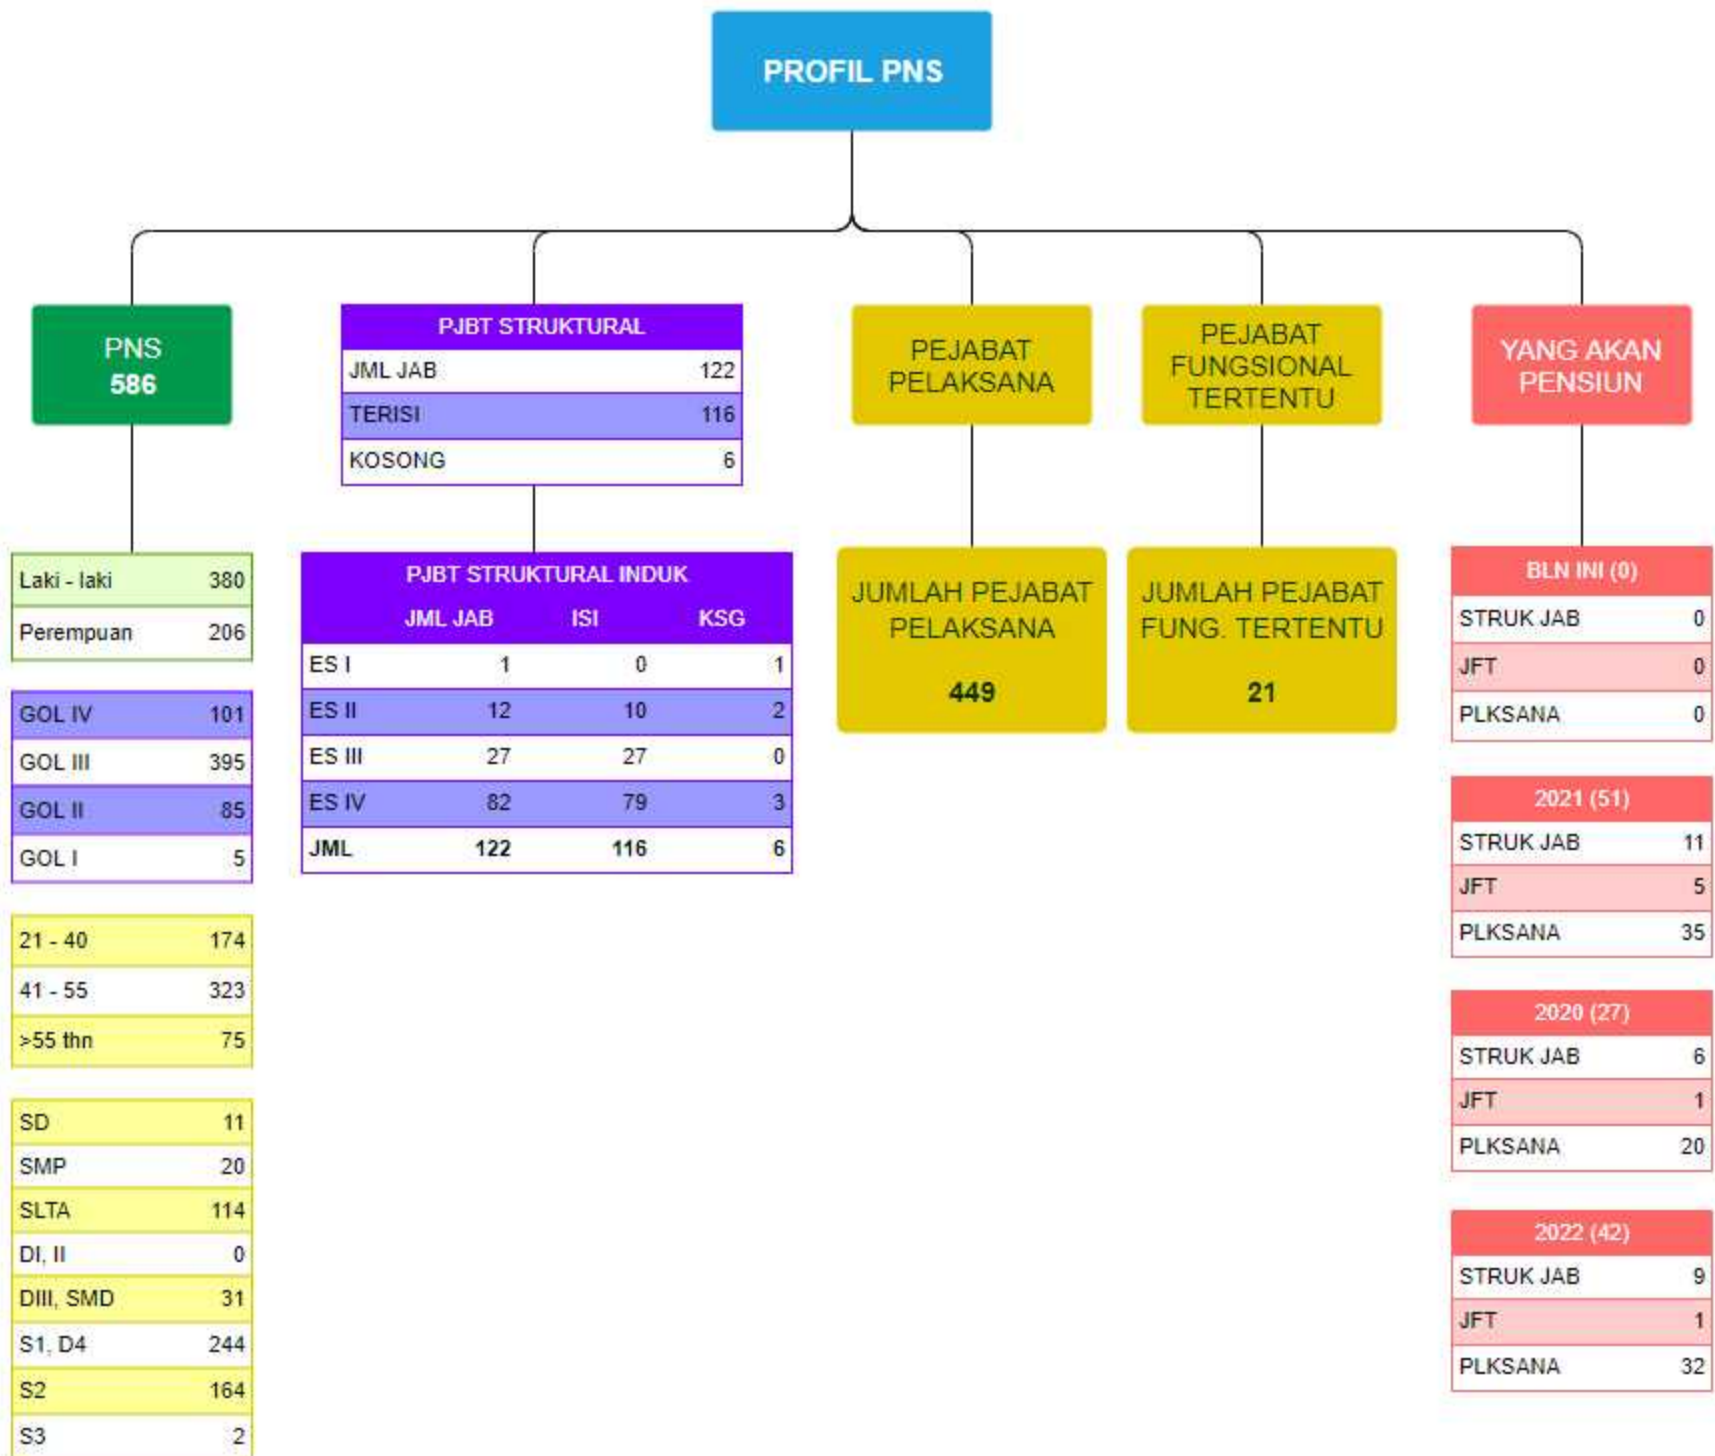 PROFIL PNS
PNS
586
Laki - laki 380
Perempuan 206
GOL IV 101
GOL III 395
GOL II 85
GOL I 5
21 - 40 174
41 - 55 323
>55 thn 75
SD 11
SMP 20
SLTA 114
DI, II 0
DIII, SMD 31
S1, D4 244
S2 164
S3 2
PJBT STRUKTURAL
JML JAB 122
TERISI 116
KOSONG 6
PJBT STRUKTURAL INDUK
JML JAB ISI KSG
ES I 1 0 1
ES II 12 10 2
ES III 27 27 0
ES IV 82 79 3
JML 122 116 6
PEJABAT
PELAKSANA
JUMLAH PEJABAT
PELAKSANA
449
PEJABAT
FUNGSIONAL
TERTENTU
JUMLAH PEJABAT
FUNG. TERTENTU
21
YANG AKAN
PENSIUN
BLN INI (0)
STRUK JAB 0
JFT 0
PLKSANA 0
2021 (51)
STRUK JAB 11
JFT 5
PLKSANA 35
2020 (27)
STRUK JAB 6
JFT 1
PLKSANA 20
2022 (42)
STRUK JAB 9
JFT 1
PLKSANA 32